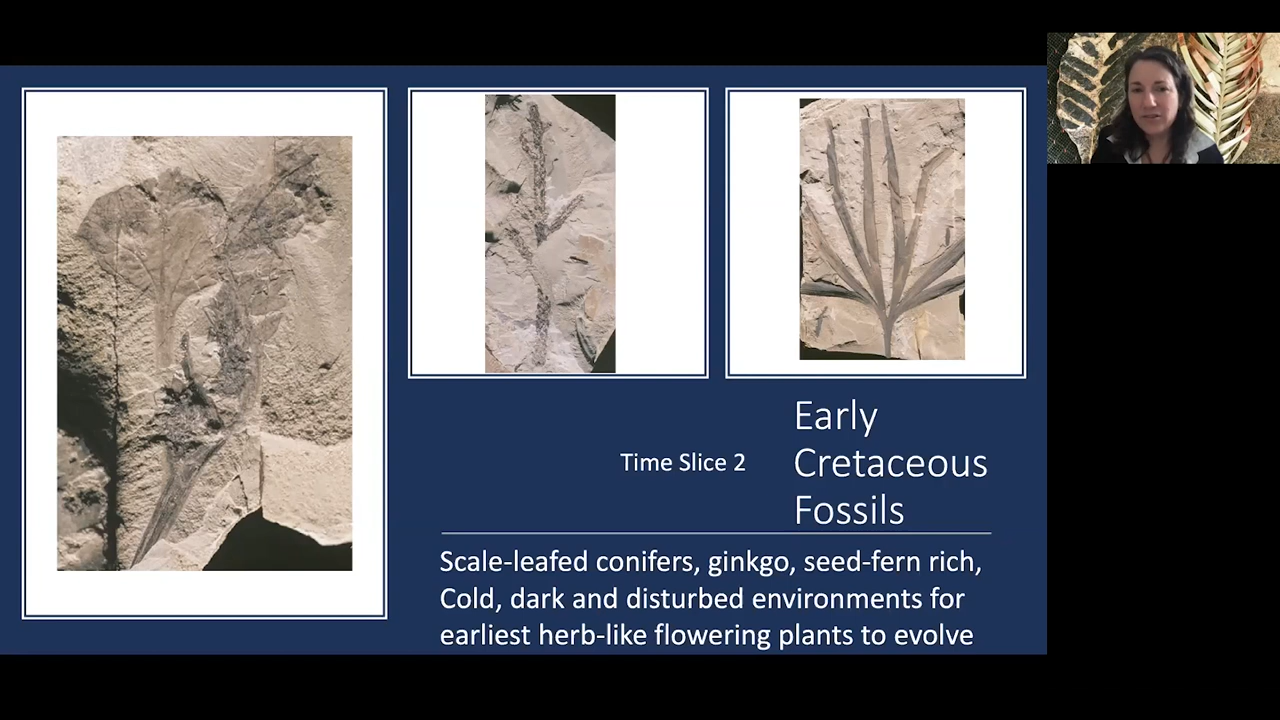 Time Slice 2
Early
Cretaceous
Fossils
Scale-leafed conifers, ginkgo, seed-fern rich,
Cold, dark and disturbed environments for
earliest herb-like flowering plants to evolve